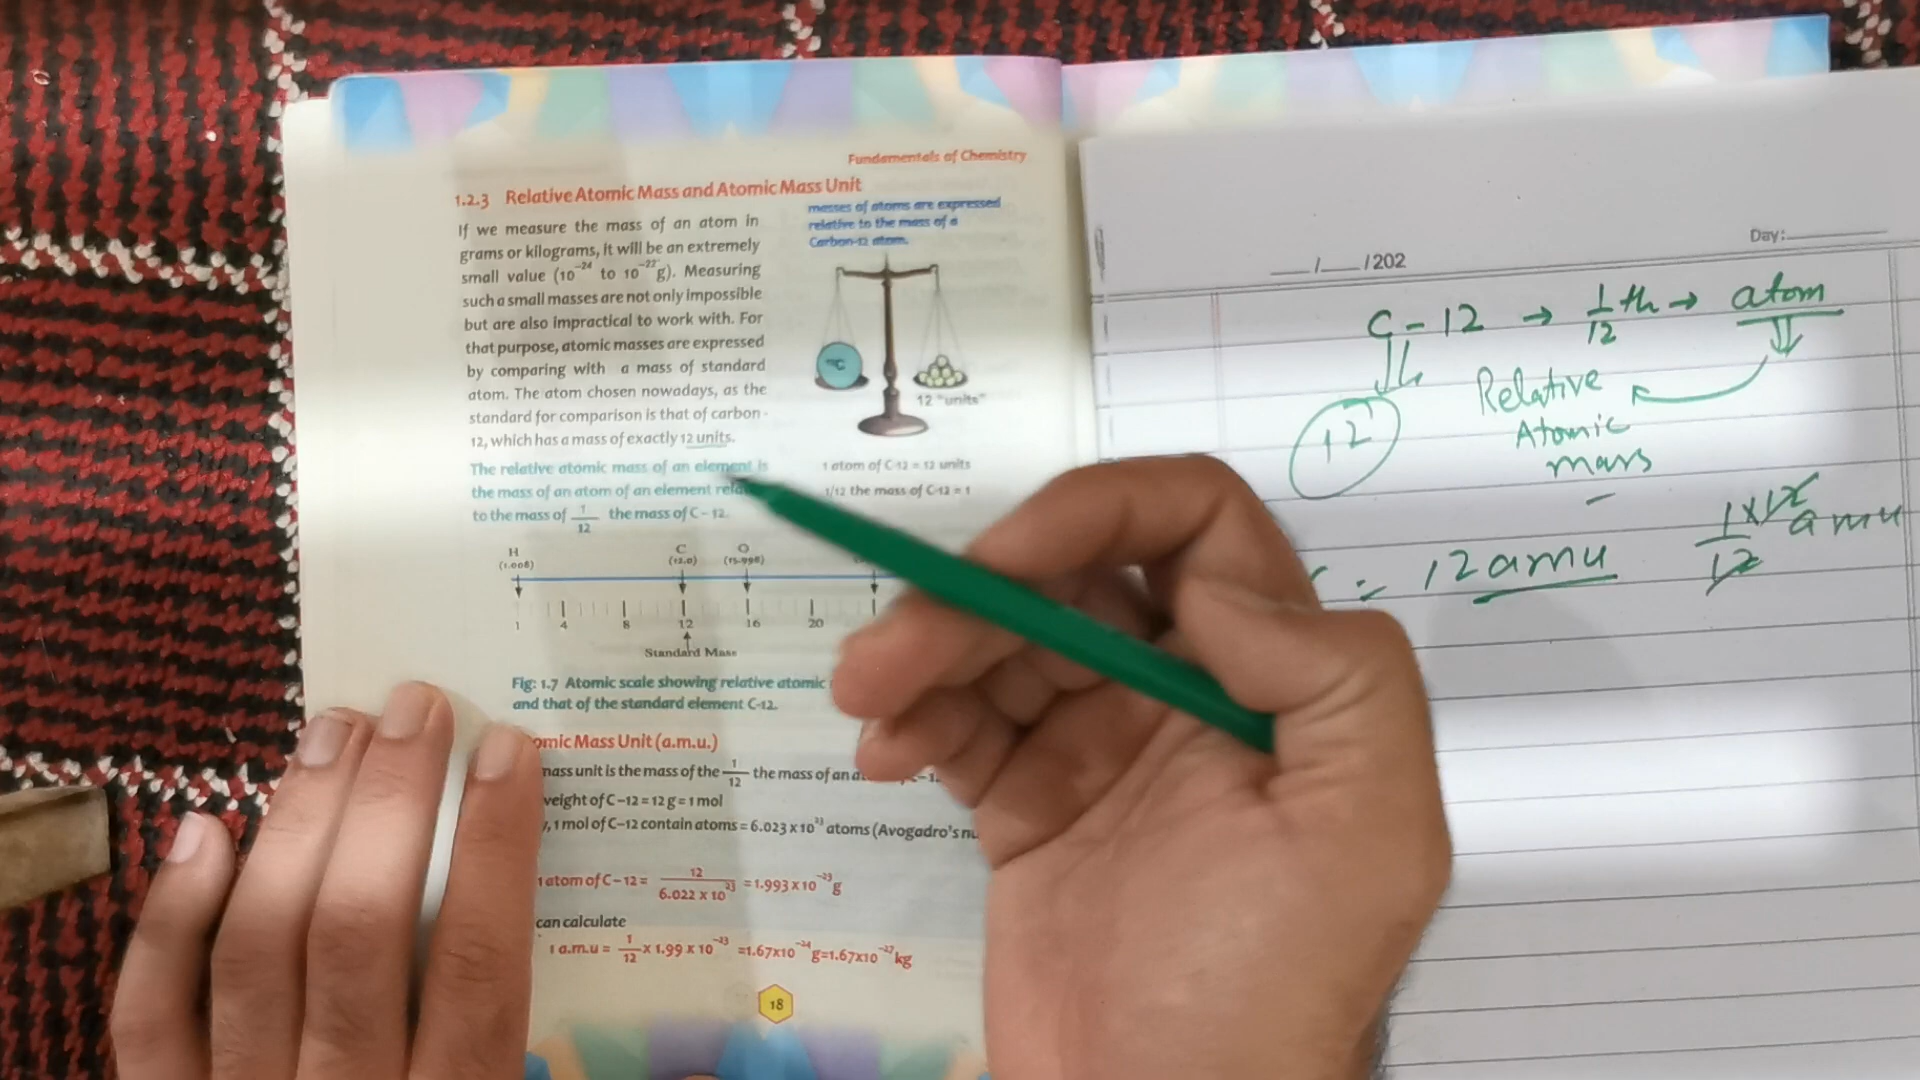 Fundamentals of Chemistry
1.2.3 Relative Atomic Mass and Atomic Mass Unit
If we measure the mass of an atom in
grams or kilograms, it will be an extremely
small value (10⁻²⁴ to 10⁻²² g). Measuring
such a small masses are not only impossible
but are also impractical to work with. For
that purpose, atomic masses are expressed
by comparing with a mass of standard
atom. The atom chosen nowadays, as the
standard for comparison is that of carbon -
12, which has a mass of exactly 12 units.
The relative atomic mass of an element is
the mass of an atom of an element rela
to the mass of 1/12 the mass of C - 12.
masses of atoms are expressed
relative to the mass of a
Carbon-12 atom.
¹²C
12 "units"
1 atom of C-12 = 12 units
1/12 the mass of C-12 = 1
H C O
(1.008) (12.0) (15.998)
1 4 8 12 16 20
Standard Mass
Fig: 1.7 Atomic scale showing relative atomic
and that of the standard element C-12.
omic Mass Unit (a.m.u.)
mass unit is the mass of the 1/12 the mass of an
weight of C-12 = 12 g = 1 mol
, 1 mol of C-12 contain atoms = 6.023 x 10²³ atoms (Avogadro's nu
1 atom of C-12 = 12/6.022 x 10²³ = 1.993 x 10⁻²³ g
can calculate
1 a.m.u = 1/12 x 1.99 x 10⁻²³ =1.67x10⁻²⁴ g=1.67x10⁻²⁷ kg
18
Day:
__/__/202
C - 12 → 1/12 th → atom
12
Relative
Atomic
mass
1/12 x 12 amu
= 12 amu